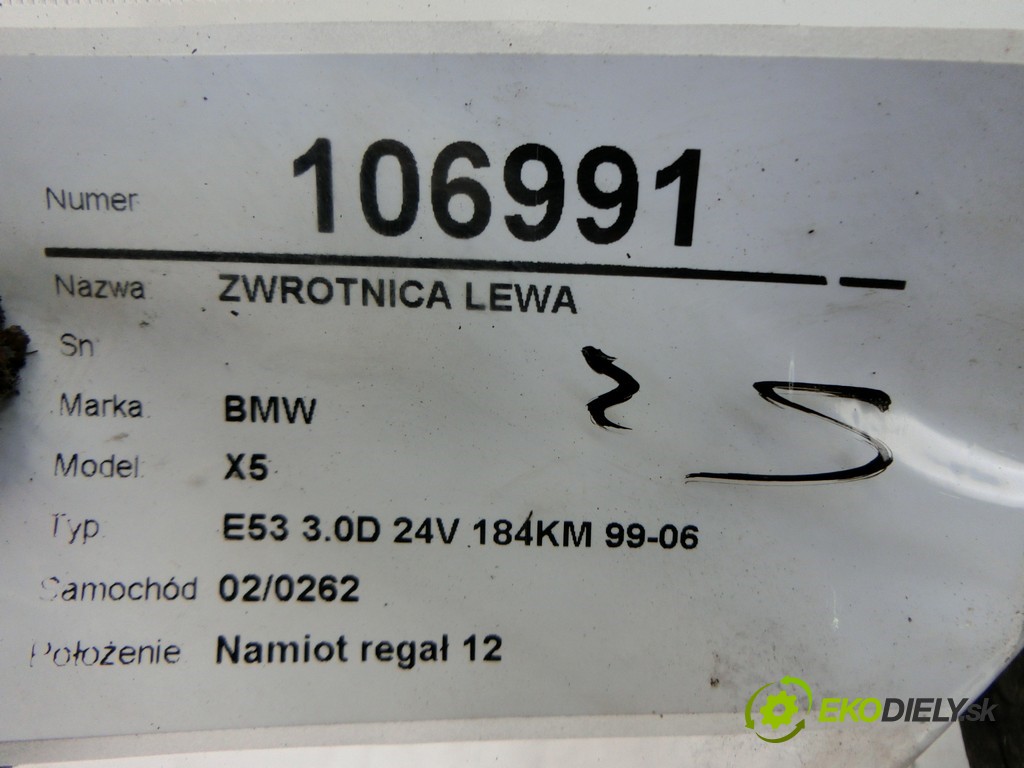 Numer 106991
Nazwa: ZWROTNICA LEWA
Sn
Marka: BMW
Model: X5
Typ: E53 3.0D 24V 184KM 99-06
Samochód 02/0262
Położenie Namiot regał 12
EKODIELY.sk